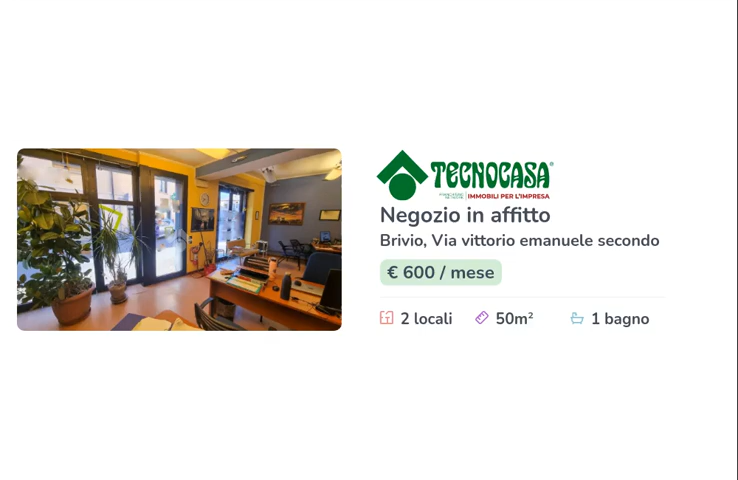 TECNOCASA®
IMMOBILI PER L'IMPRESA
Negozio in affitto
Brivio, Via vittorio emanuele secondo
€ 600 / mese
2 locali
50m²
1 bagno